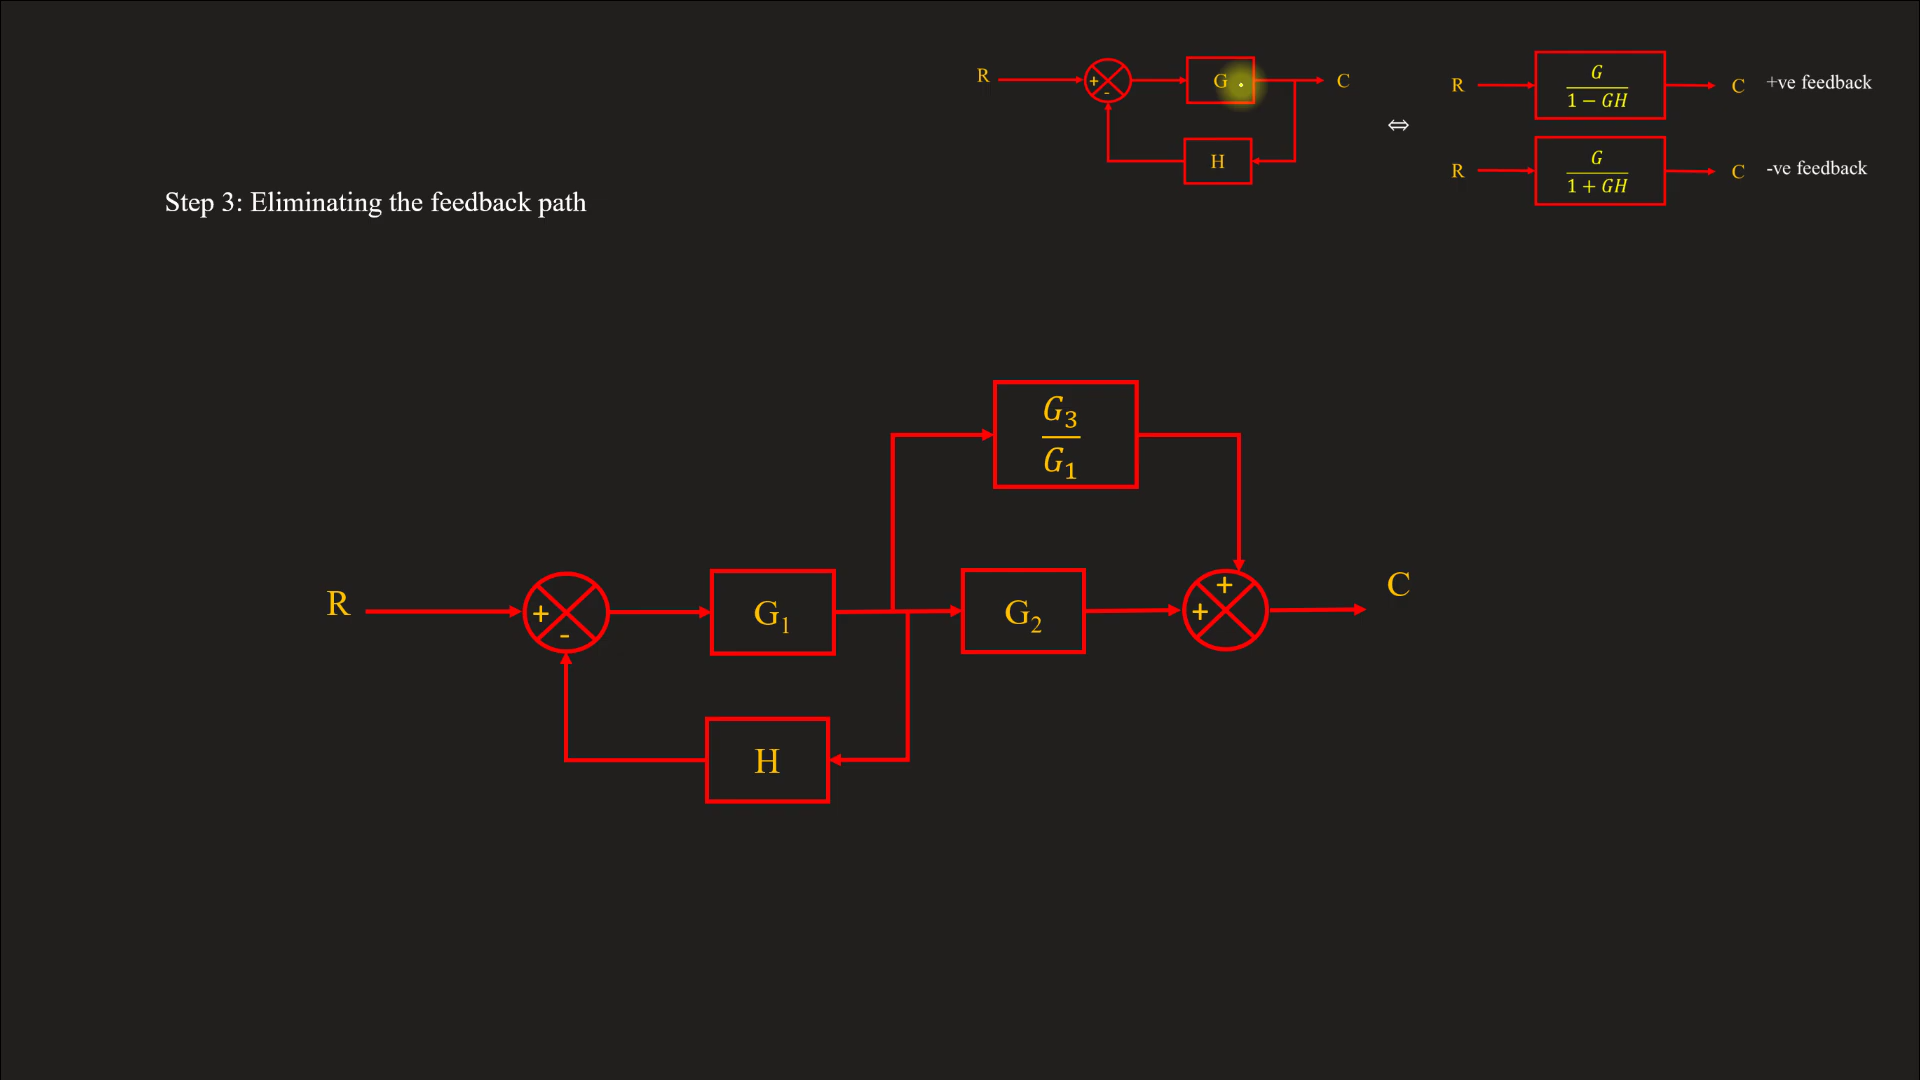 R + - G C
H
R G / 1 − GH C +ve feedback
⇔
R G / 1 + GH C -ve feedback
Step 3: Eliminating the feedback path
G₃ / G₁
R + - G₁ G₂ + + C
H